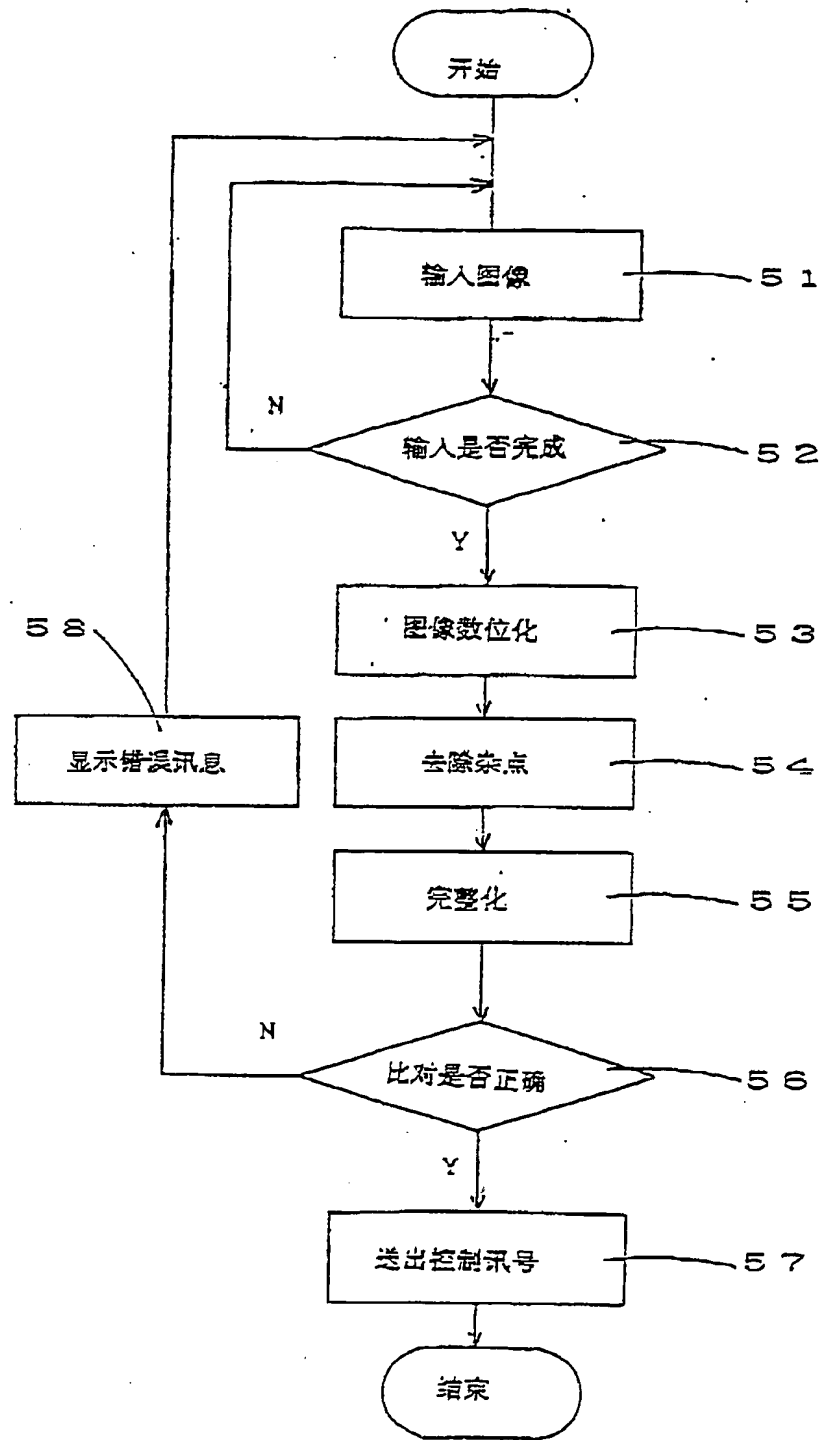 开始
输入图像
51
N
输入是否完成
52
Y
图像数位化
53
58
显示错误讯息
去除杂点
54
完整化
55
N
比对是否正确
56
Y
送出控制讯号
57
结束